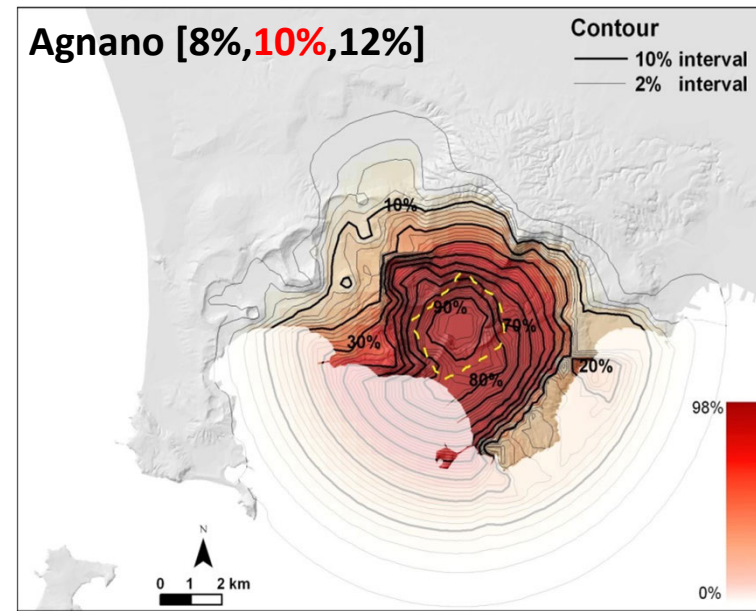 Agnano [8%,10%,12%]
Contour
10% interval
2% interval
10%
90%
70%
30%
20%
80%
98%
0%
N
0 1 2 km